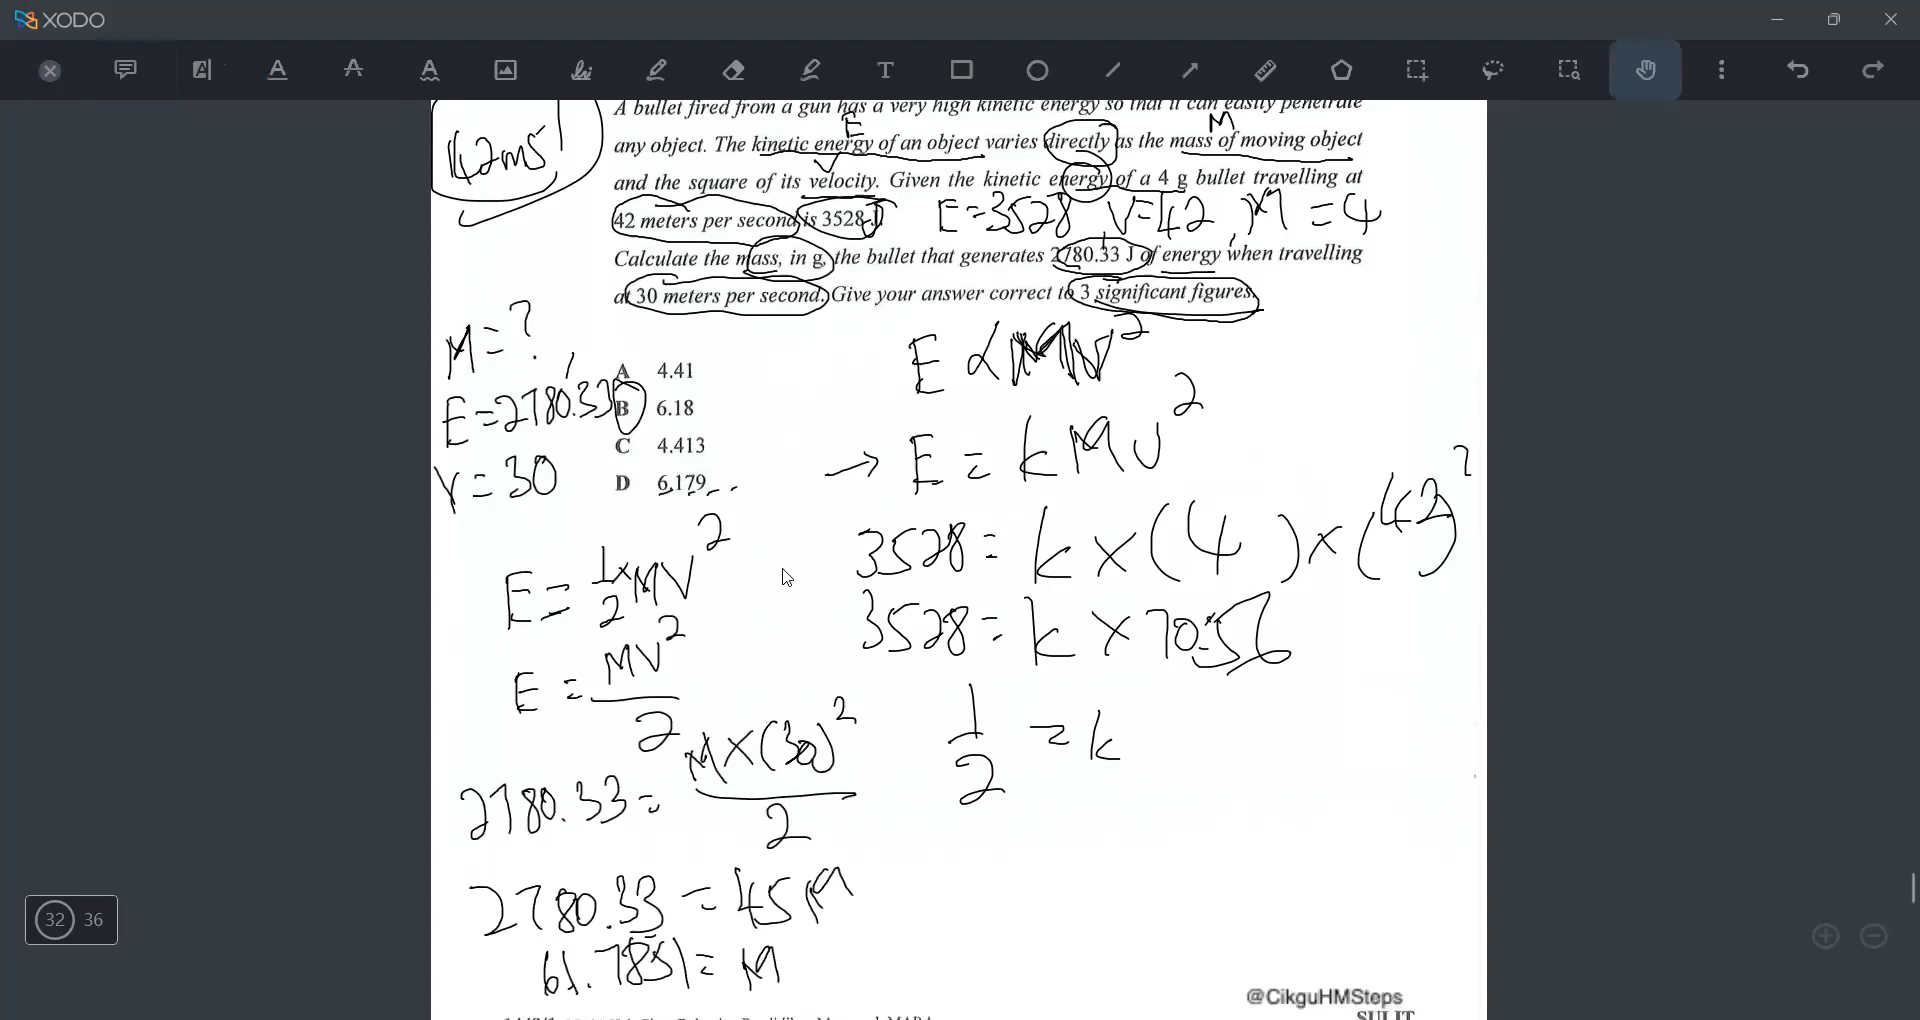 XODO
A bullet fired from a gun has a very high kinetic energy so that it can easily penetrate
E M
any object. The kinetic energy of an object varies directly as the mass of moving object
V
42ms⁻¹
and the square of its velocity. Given the kinetic energy of a 4 g bullet travelling at
42 meters per second is 3528 J.
E=3528 V=42, M=4
Calculate the mass, in g, the bullet that generates 2780.33 J of energy when travelling
at 30 meters per second. Give your answer correct to 3 significant figures.
M=?
E=2780.33
V=30
A 4.41
B 6.18
C 4.413
D 6.179
E ∝ MV²
E = kMV²
3528 = k×(4)×(42)²
3528 = k×7056
1/2 = k
E = 1/2 × MV²
E = MV²/2
2780.33 = M×(30)²/2
2780.33 = 45M
61.7851 = M
32 36
@CikguHMSteps
SULIT